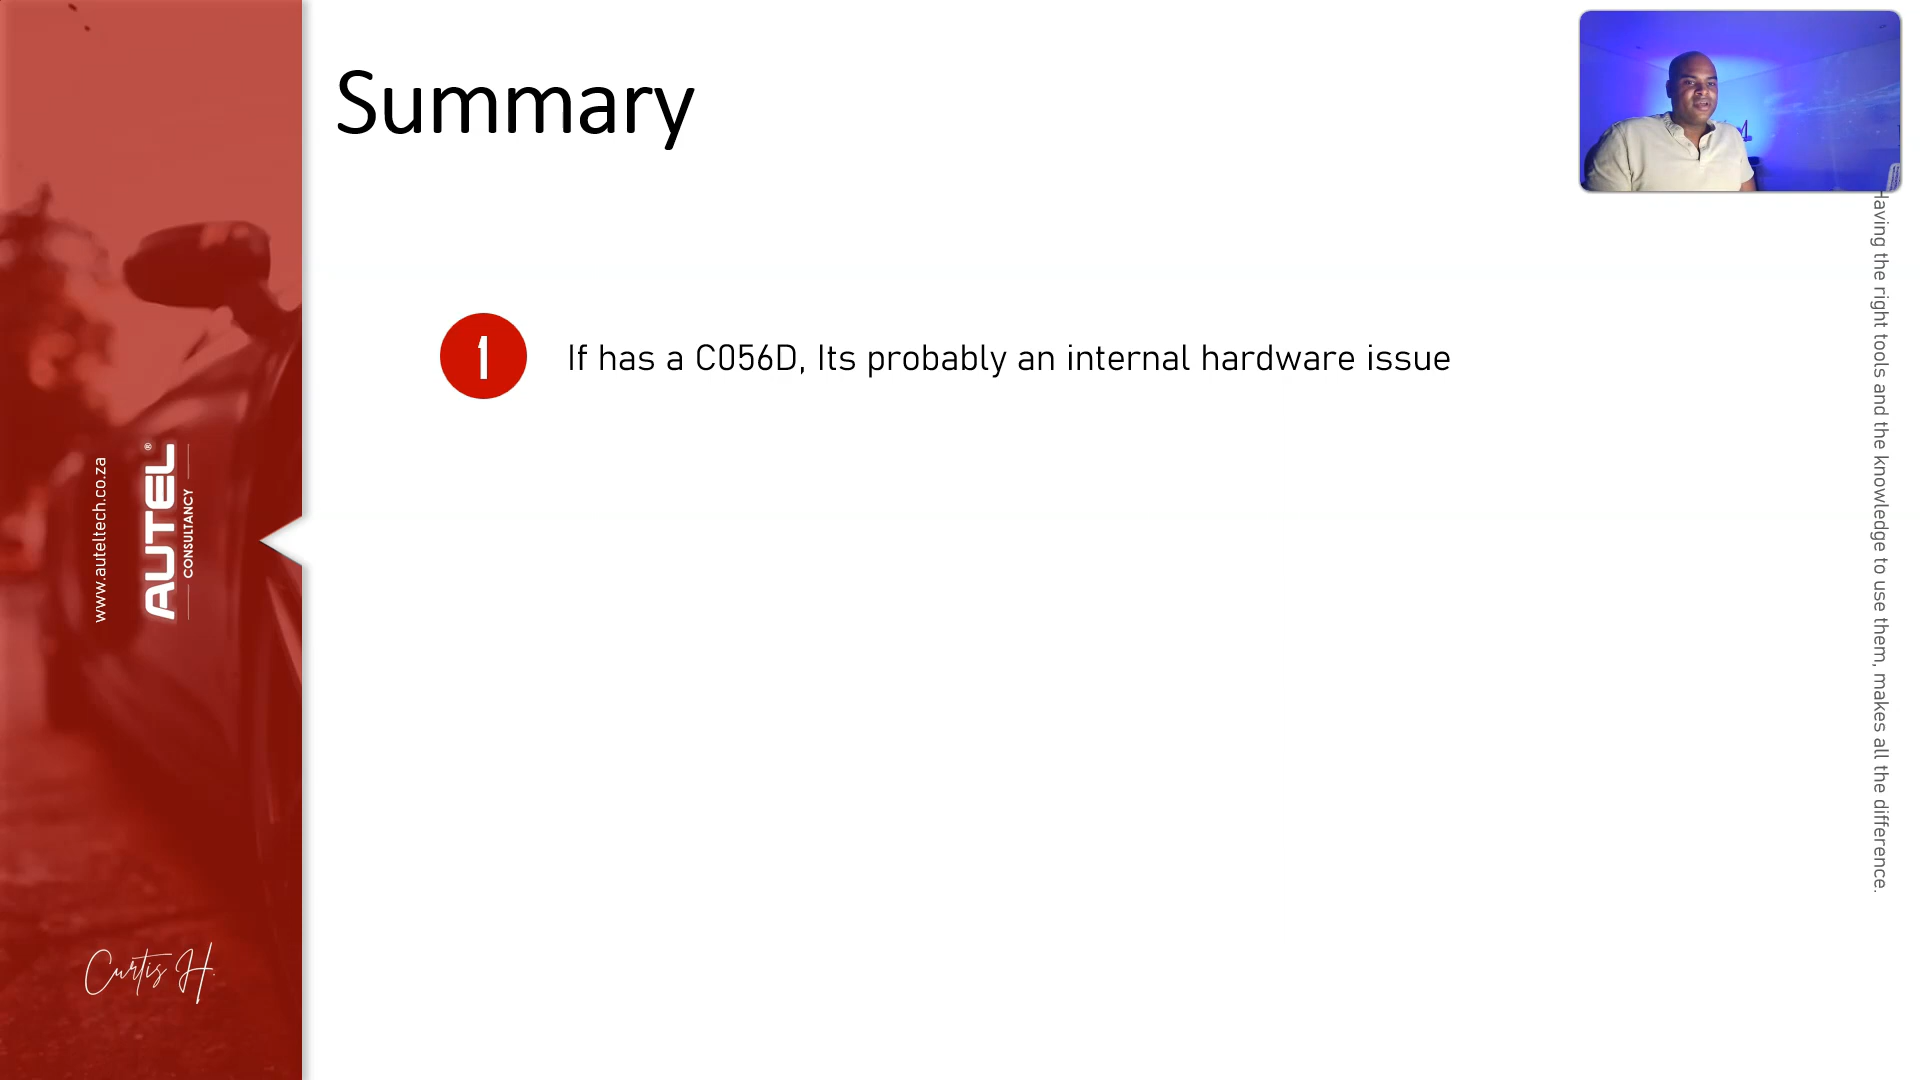 Summary
1
If has a C056D, Its probably an internal hardware issue
www.auteltech.co.za
AUTEL®
CONSULTANCY
Curtis H.
Having the right tools and the knowledge to use them, makes all the difference.